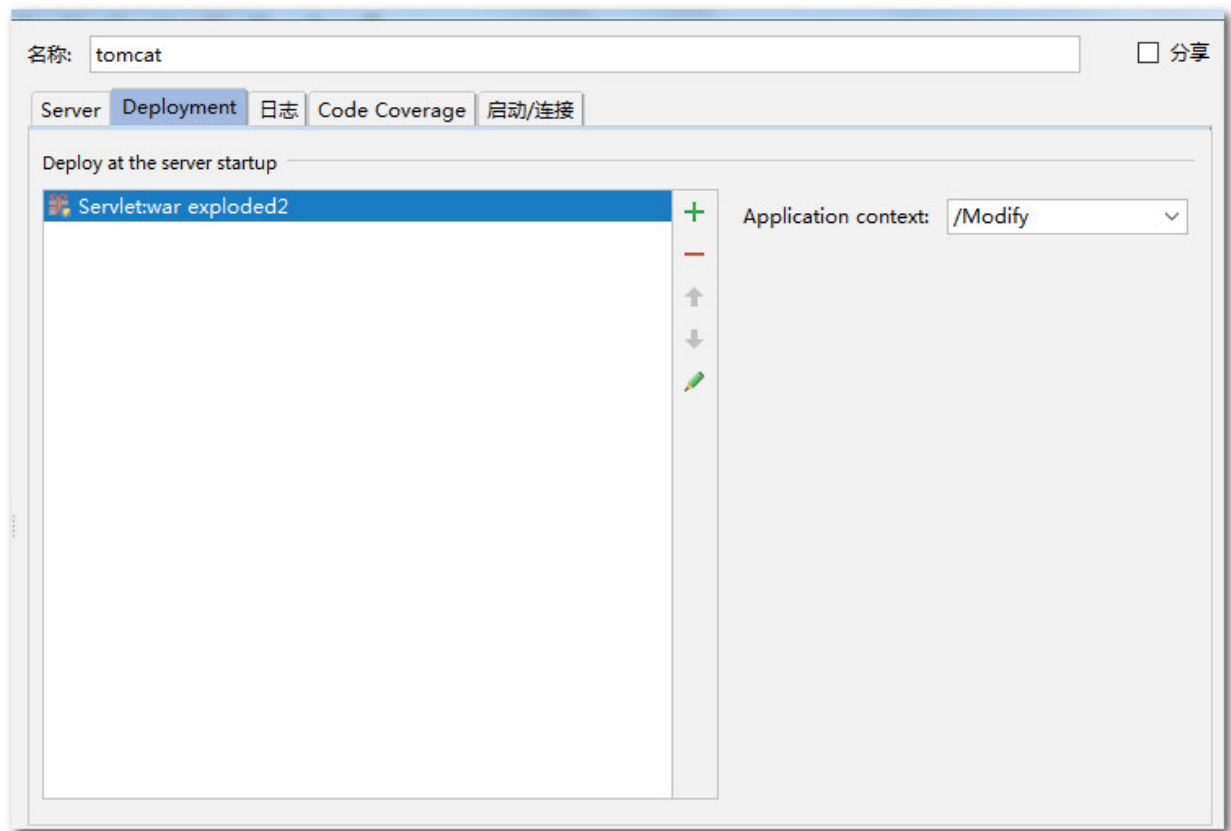 名称: tomcat 分享
Server Deployment 日志 Code Coverage 启动/连接
Deploy at the server startup
Servlet:war exploded2
Application context: /Modify